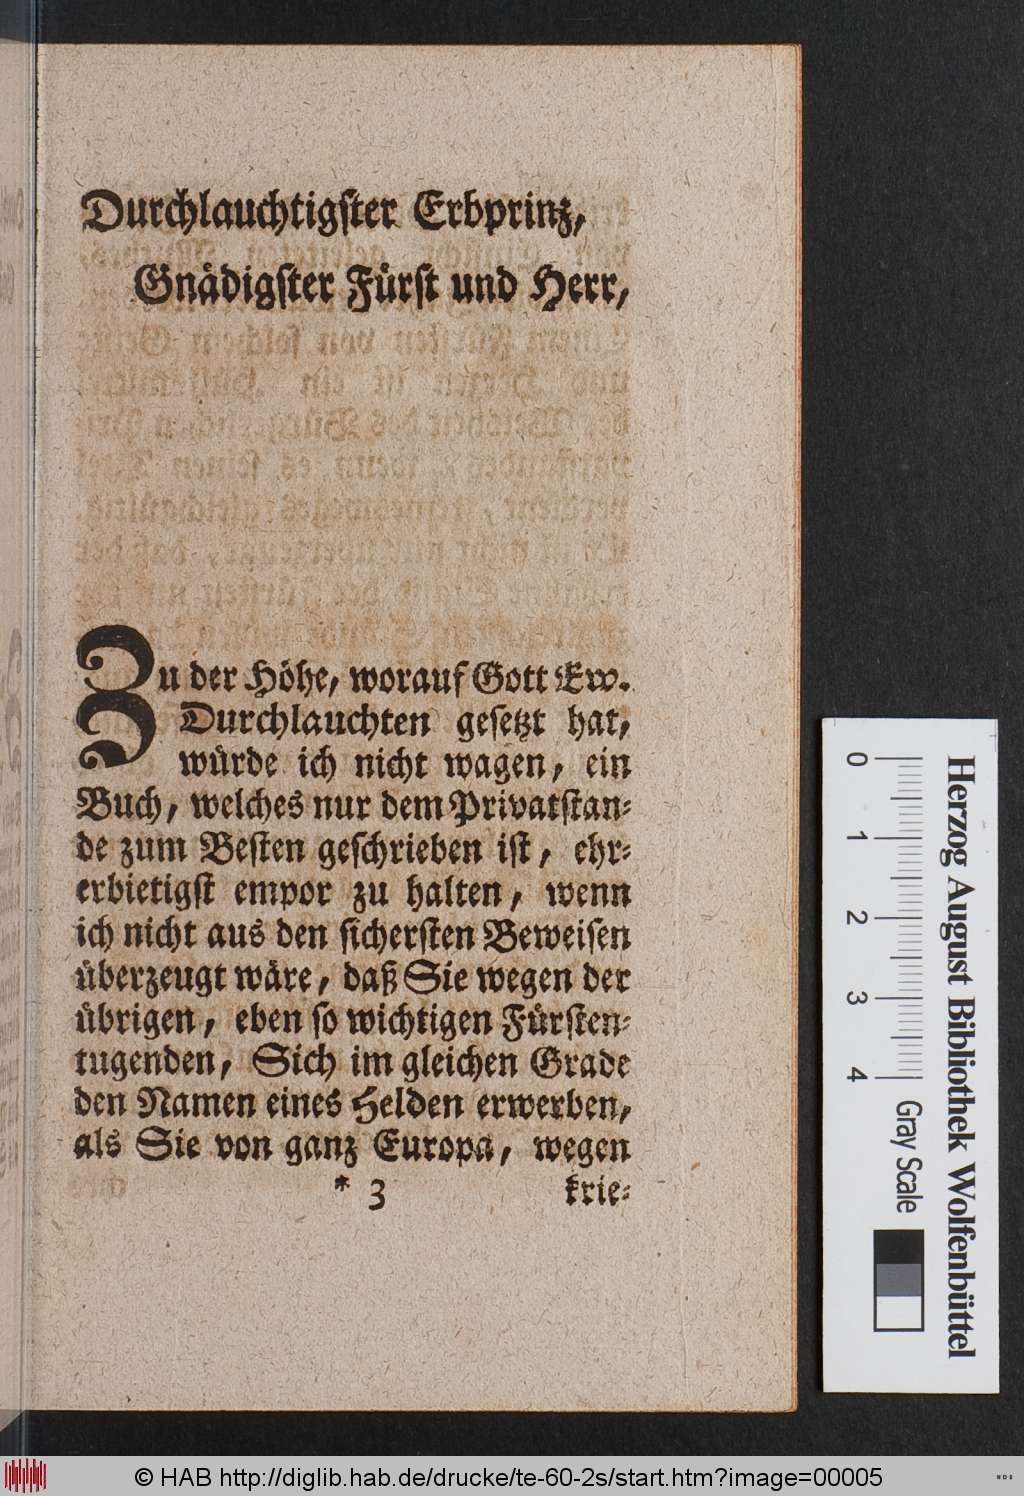 Durchlauchtigster Erbprinz,
Gnädigster Fürst und Herr,
Zu der Höhe, worauf Gott Ew.
Durchlauchten gesetzt hat,
würde ich nicht wagen, ein
Buch, welches nur dem Privatstan-
de zum Besten geschrieben ist, ehr-
erbietigst empor zu halten, wenn
ich nicht aus den sichersten Beweisen
überzeugt wäre, daß Sie wegen der
übrigen, eben so wichtigen Fürsten-
tugenden, Sich im gleichen Grade
den Namen eines Helden erwerben,
als Sie von ganz Europa, wegen
* 3 krie-
Herzog August Bibliothek Wolfenbüttel
0 1 2 3 4 Gray Scale
© HAB http://diglib.hab.de/drucke/te-60-2s/start.htm?image=00005